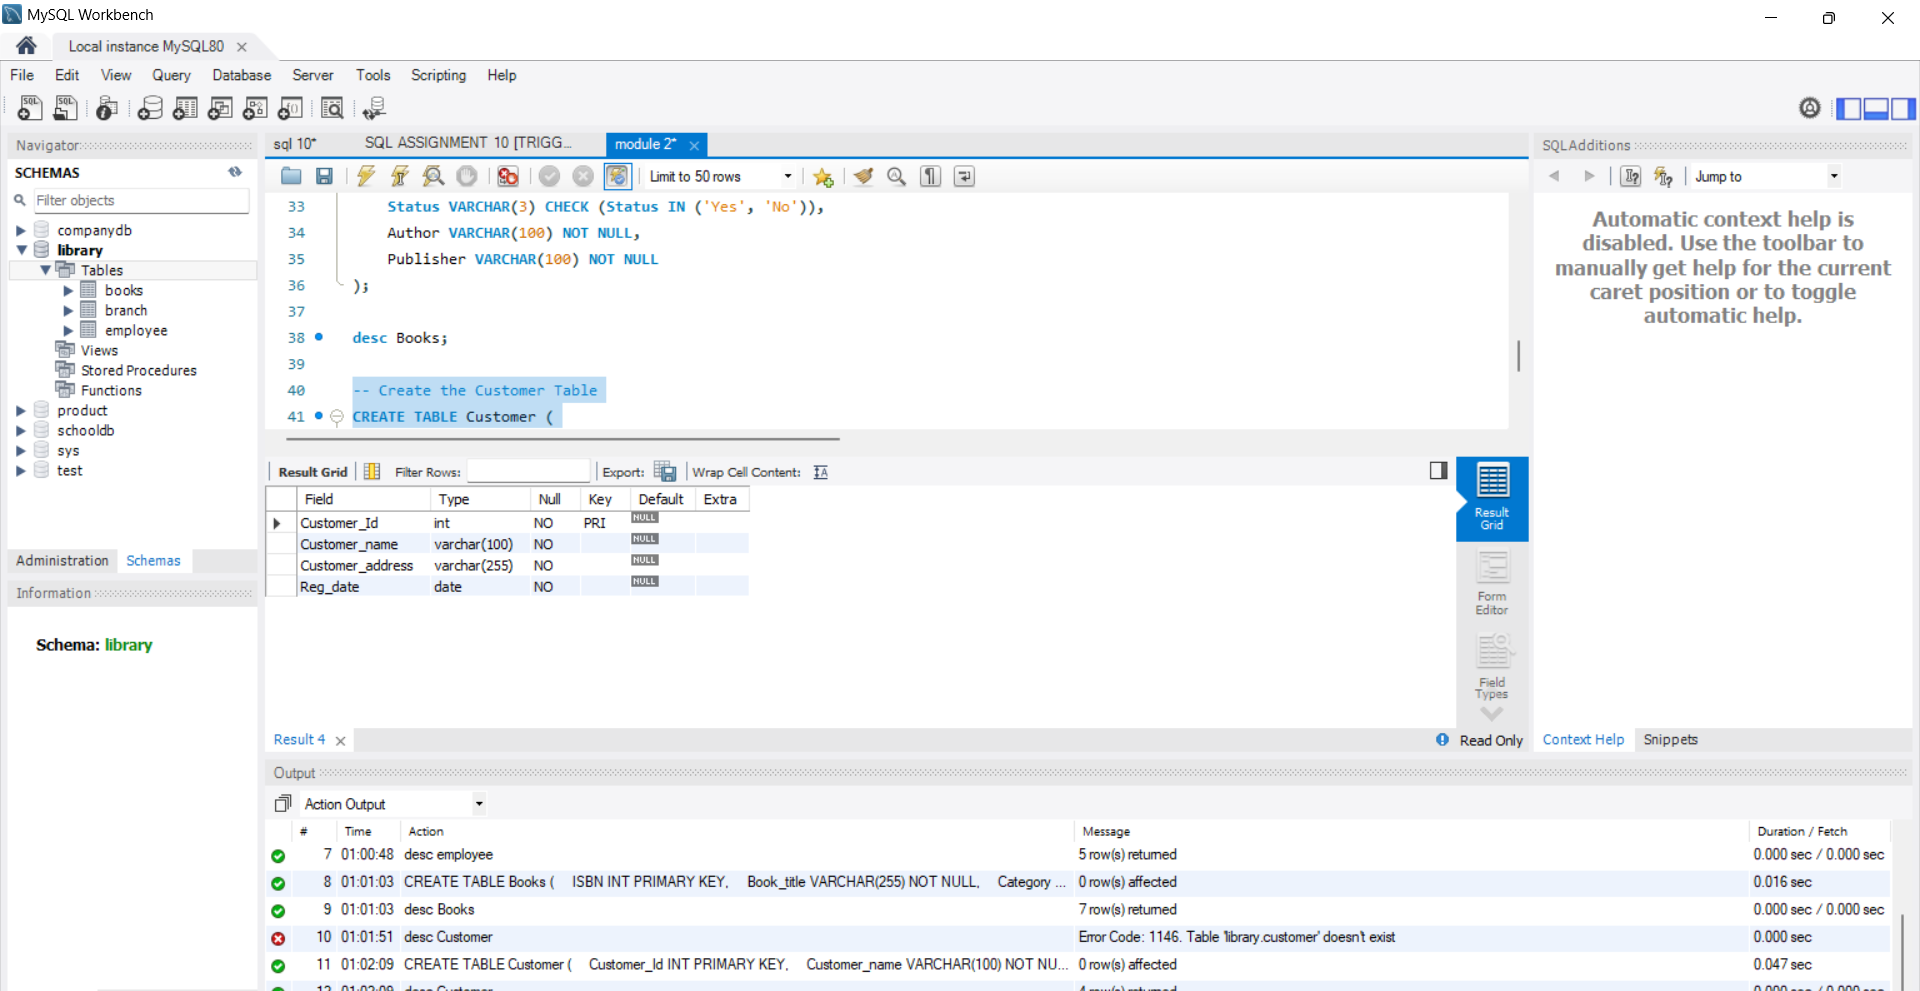 MySQL Workbench
Local instance MySQL80
File Edit View Query Database Server Tools Scripting Help
Navigator
SCHEMAS
Filter objects
companydb
library
Tables
books
branch
employee
Views
Stored Procedures
Functions
product
schooldb
sys
test
Administration Schemas
Information
Schema: library
sql 10* SQL ASSIGNMENT 10 [TRIGG... module 2*
Limit to 50 rows
33 Status VARCHAR(3) CHECK (Status IN ('Yes', 'No')),
34 Author VARCHAR(100) NOT NULL,
35 Publisher VARCHAR(100) NOT NULL
36 );
37
38 desc Books;
39
40 -- Create the Customer Table
41 CREATE TABLE Customer (
Result Grid Filter Rows: Export: Wrap Cell Content:
Field Type Null Key Default Extra
Customer_Id int NO PRI NULL
Customer_name varchar(100) NO NULL
Customer_address varchar(255) NO NULL
Reg_date date NO NULL
Result Grid
Form Editor
Field Types
Result 4
Read Only
SQLAdditions
Jump to
Automatic context help is
disabled. Use the toolbar to
manually get help for the current
caret position or to toggle
automatic help.
Context Help Snippets
Output
Action Output
# Time Action Message Duration / Fetch
7 01:00:48 desc employee 5 row(s) returned 0.000 sec / 0.000 sec
8 01:01:03 CREATE TABLE Books ( ISBN INT PRIMARY KEY, Book_title VARCHAR(255) NOT NULL, Category ... 0 row(s) affected 0.016 sec
9 01:01:03 desc Books 7 row(s) returned 0.000 sec / 0.000 sec
10 01:01:51 desc Customer Error Code: 1146. Table 'library.customer' doesn't exist 0.000 sec
11 01:02:09 CREATE TABLE Customer ( Customer_Id INT PRIMARY KEY, Customer_name VARCHAR(100) NOT NU... 0 row(s) affected 0.047 sec
12 01:02:09 desc Customer 4 row(s) returned 0.000 sec / 0.000 sec